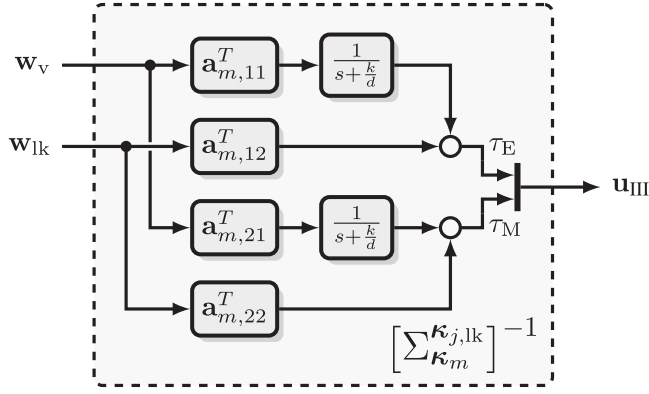 w_v
a^T_{m,11}
1/(s+k/d)
w_lk
a^T_{m,12}
τ_E
u_III
a^T_{m,21}
1/(s+k/d)
τ_M
a^T_{m,22}
[∑ κ_{j,lk} κ_m]^{-1}